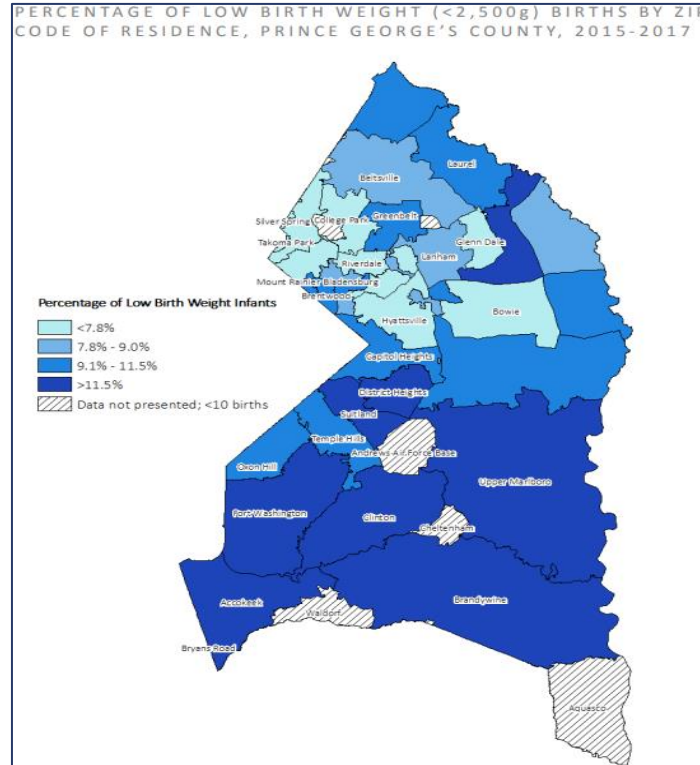 PERCENTAGE OF LOW BIRTH WEIGHT (<2,500g) BIRTHS BY ZIP
CODE OF RESIDENCE, PRINCE GEORGE'S COUNTY, 2015-2017
Laurel
Beltsville
Silver Spring
College Park
Greenbelt
Takoma Park
Glenn Dale
Riverdale
Lanham
Mount Rainier
Bladensburg
Brentwood
Hyattsville
Bowie
Percentage of Low Birth Weight Infants
<7.8%
7.8% - 9.0%
9.1% - 11.5%
>11.5%
Data not presented; <10 births
Capitol Heights
District Heights
Suitland
Temple Hills
Andrews Air Force Base
Oxon Hill
Upper Marlboro
Fort Washington
Clinton
Cheltenham
Accokeek
Brandywine
Waldorf
Bryans Road
Aquasco